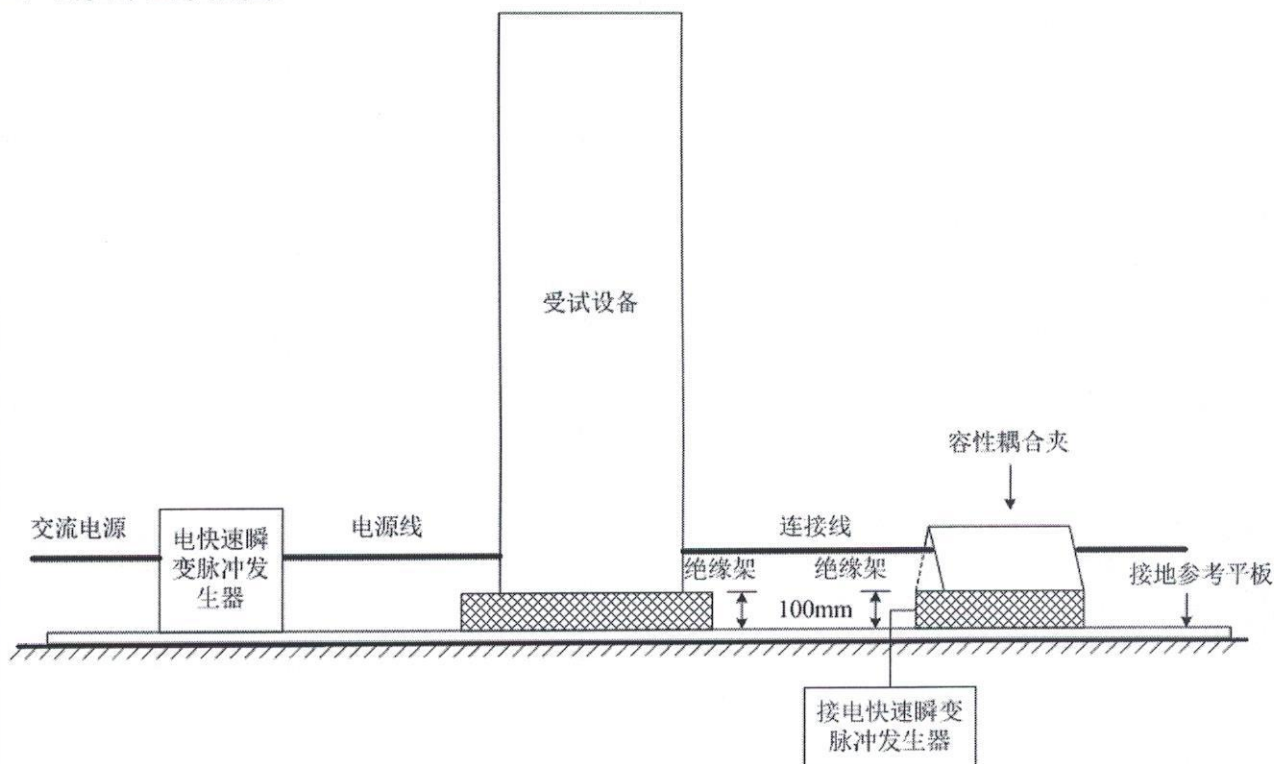 受试设备
容性耦合夹
交流电源
电快速瞬
变脉冲发
生器
电源线
连接线
绝缘架
绝缘架
100mm
接地参考平板
接电快速瞬变
脉冲发生器